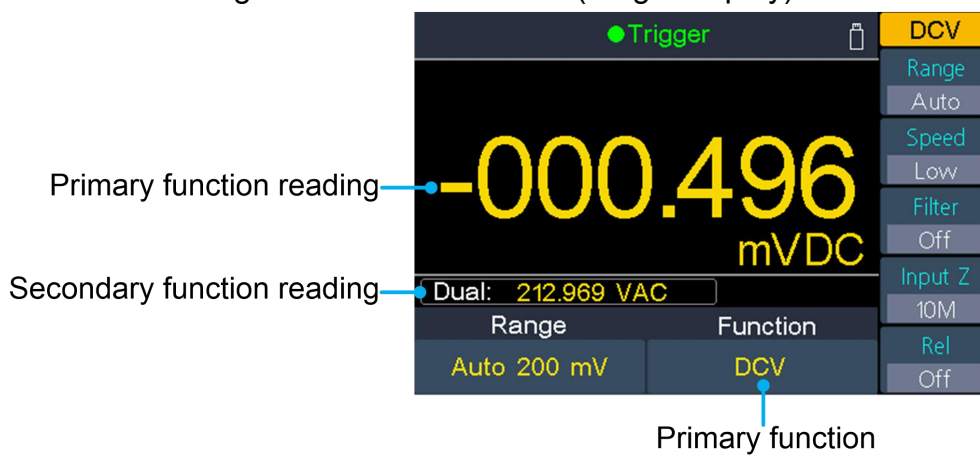 Trigger
DCV
Range
Auto
Speed
Low
Filter
Off
Input Z
10M
Rel
Off
Primary function reading
-000.496
mVDC
Secondary function reading
Dual: 212.969 VAC
Range Function
Auto 200 mV DCV
Primary function